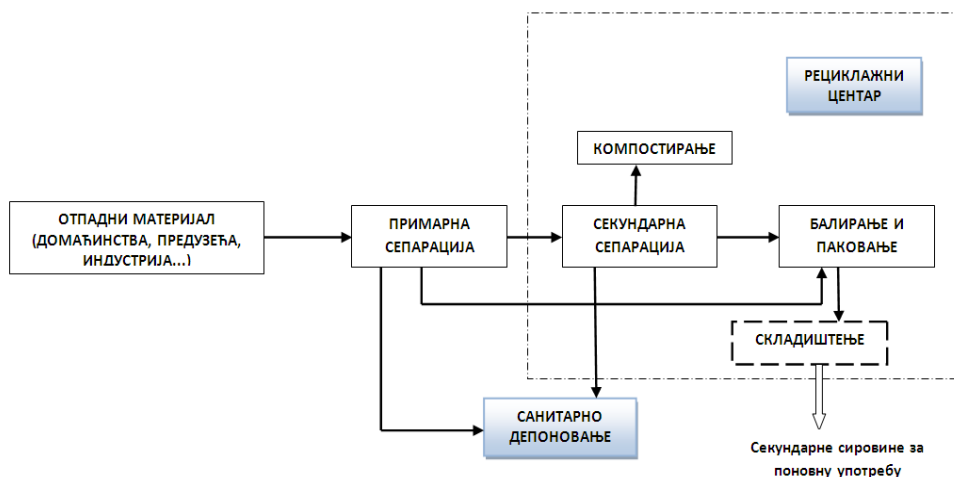 РЕЦИКЛАЖНИ
ЦЕНТАР
КОМПОСТИРАЊЕ
ОТПАДНИ МАТЕРИЈАЛ
(ДОМАЋИНСТВА, ПРЕДУЗЕЋА,
ИНДУСТРИЈА...)
ПРИМАРНА
СЕПАРАЦИЈА
СЕКУНДАРНА
СЕПАРАЦИЈА
БАЛИРАЊЕ И
ПАКОВАЊЕ
СКЛАДИШТЕЊЕ
САНИТАРНО
ДЕПОНОВАЊЕ
Секундарне сировине за
поновну употребу